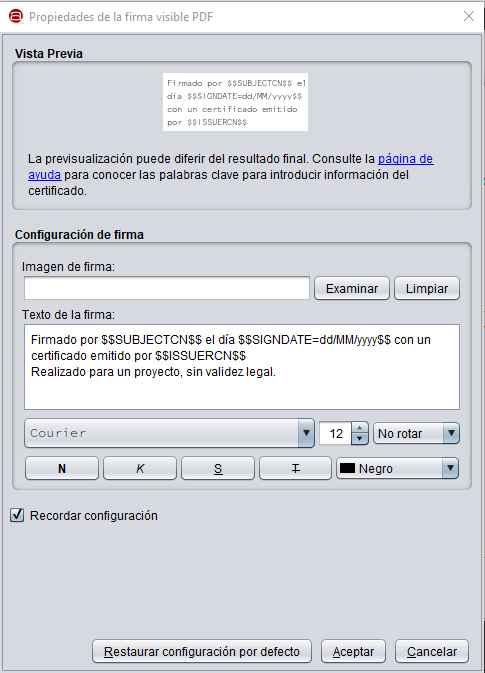 Propiedades de la firma visible PDF
Vista Previa
Firmado por $$SUBJECTCN$$ el
día $$SIGNDATE=dd/MM/yyyy$$
con un certificado emitido
por $$ISSUERCN$$
La previsualización puede diferir del resultado final. Consulte la página de
ayuda para conocer las palabras clave para introducir información del
certificado.
Configuración de firma
Imagen de firma:
Examinar
Limpiar
Texto de la firma:
Firmado por $$SUBJECTCN$$ el día $$SIGNDATE=dd/MM/yyyy$$ con un
certificado emitido por $$ISSUERCN$$
Realizado para un proyecto, sin validez legal.
Courier
12
No rotar
N
K
S
T
Negro
Recordar configuración
Restaurar configuración por defecto
Aceptar
Cancelar